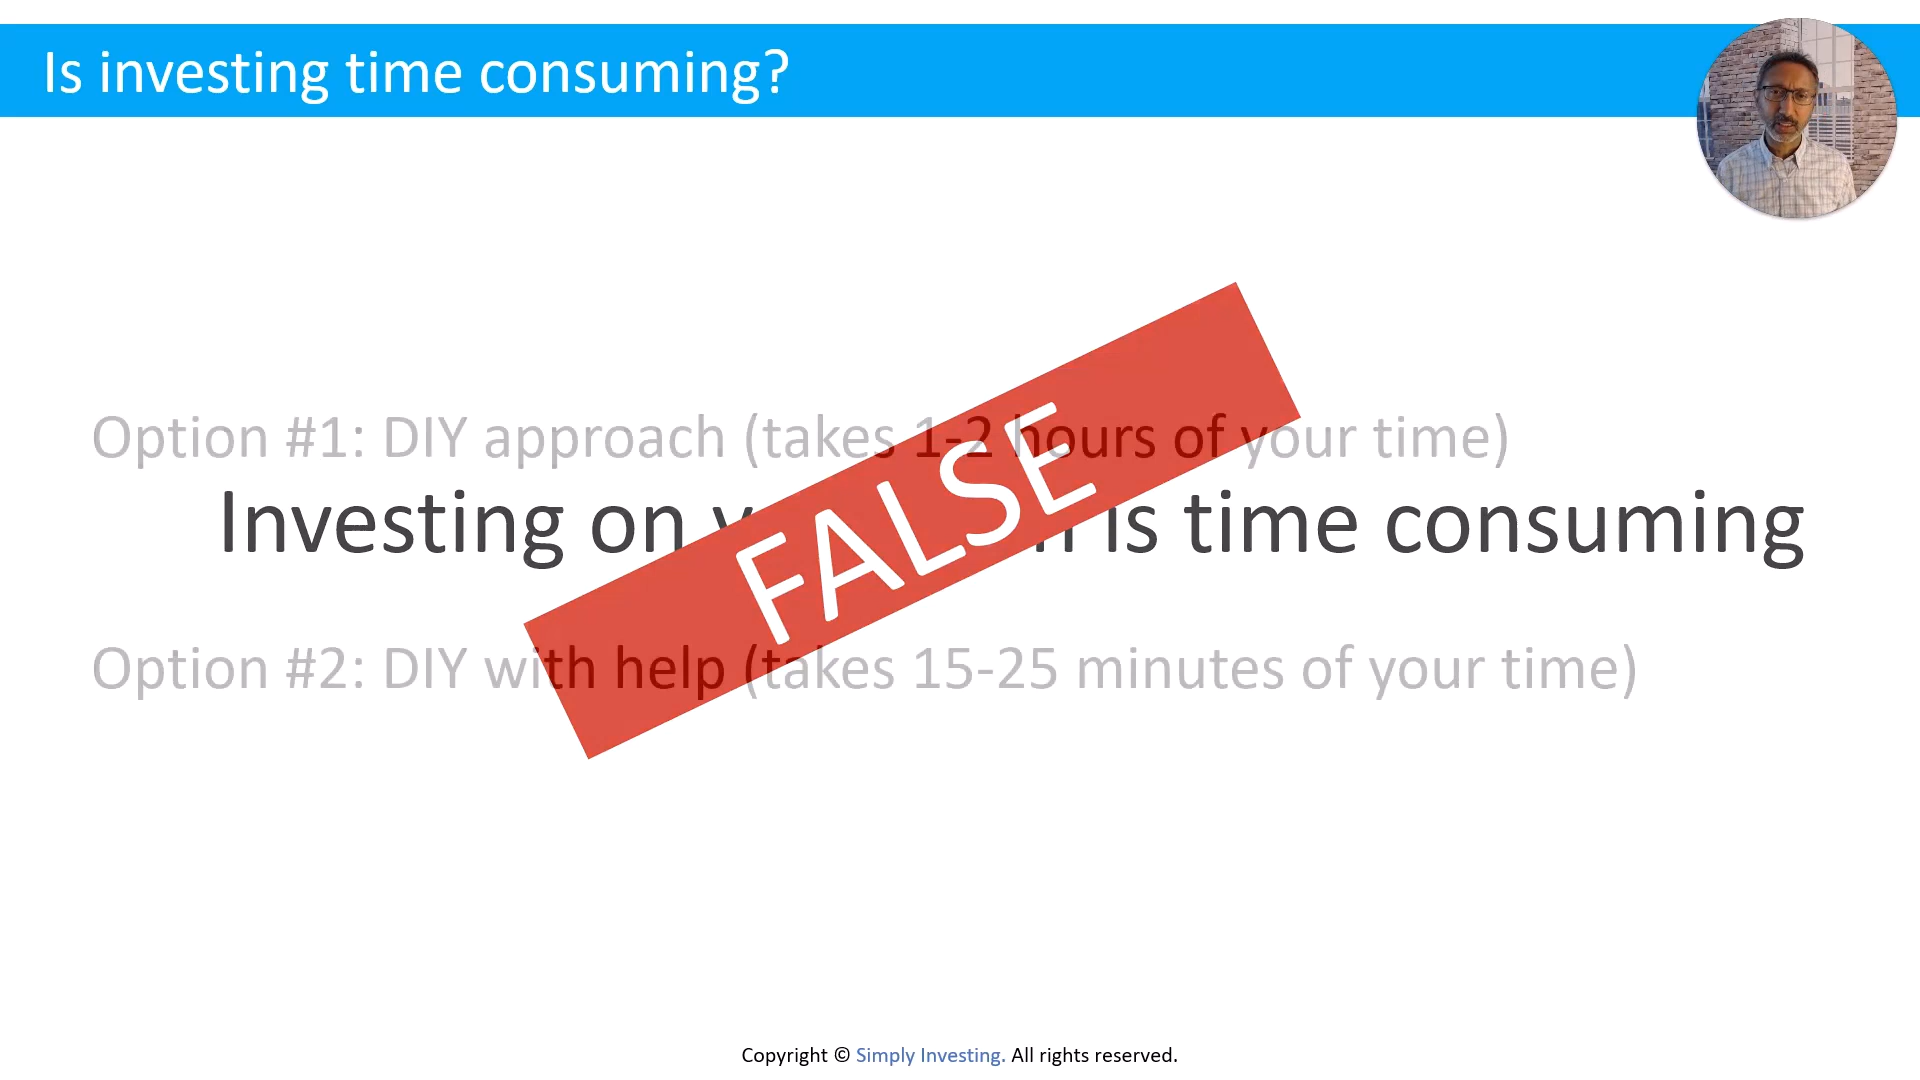 Is investing time consuming?
Option #1: DIY approach (takes 1-2 hours of your time)
Investing on is time consuming
FALSE
Option #2: DIY with help (takes 15-25 minutes of your time)
Copyright © Simply Investing. All rights reserved.